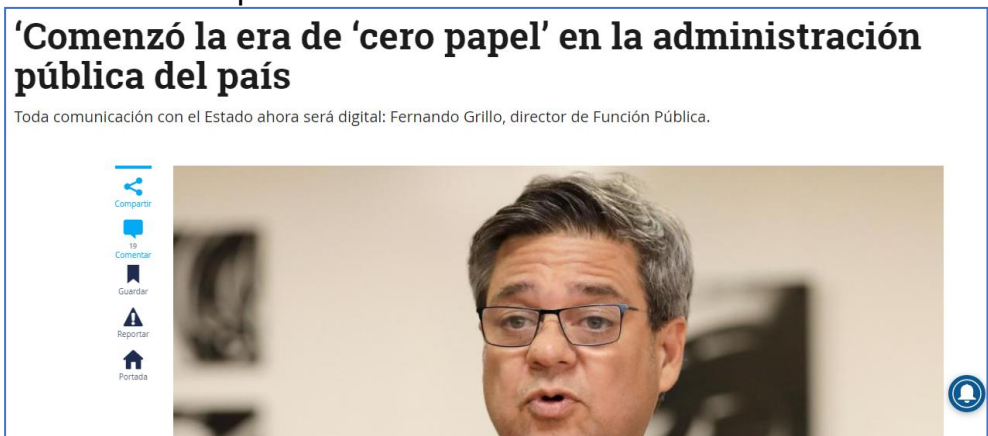 ‘Comenzó la era de ‘cero papel’ en la administración
pública del país
Toda comunicación con el Estado ahora será digital: Fernando Grillo, director de Función Pública.
Compartir
19
Comentar
Guardar
Reportar
Portada